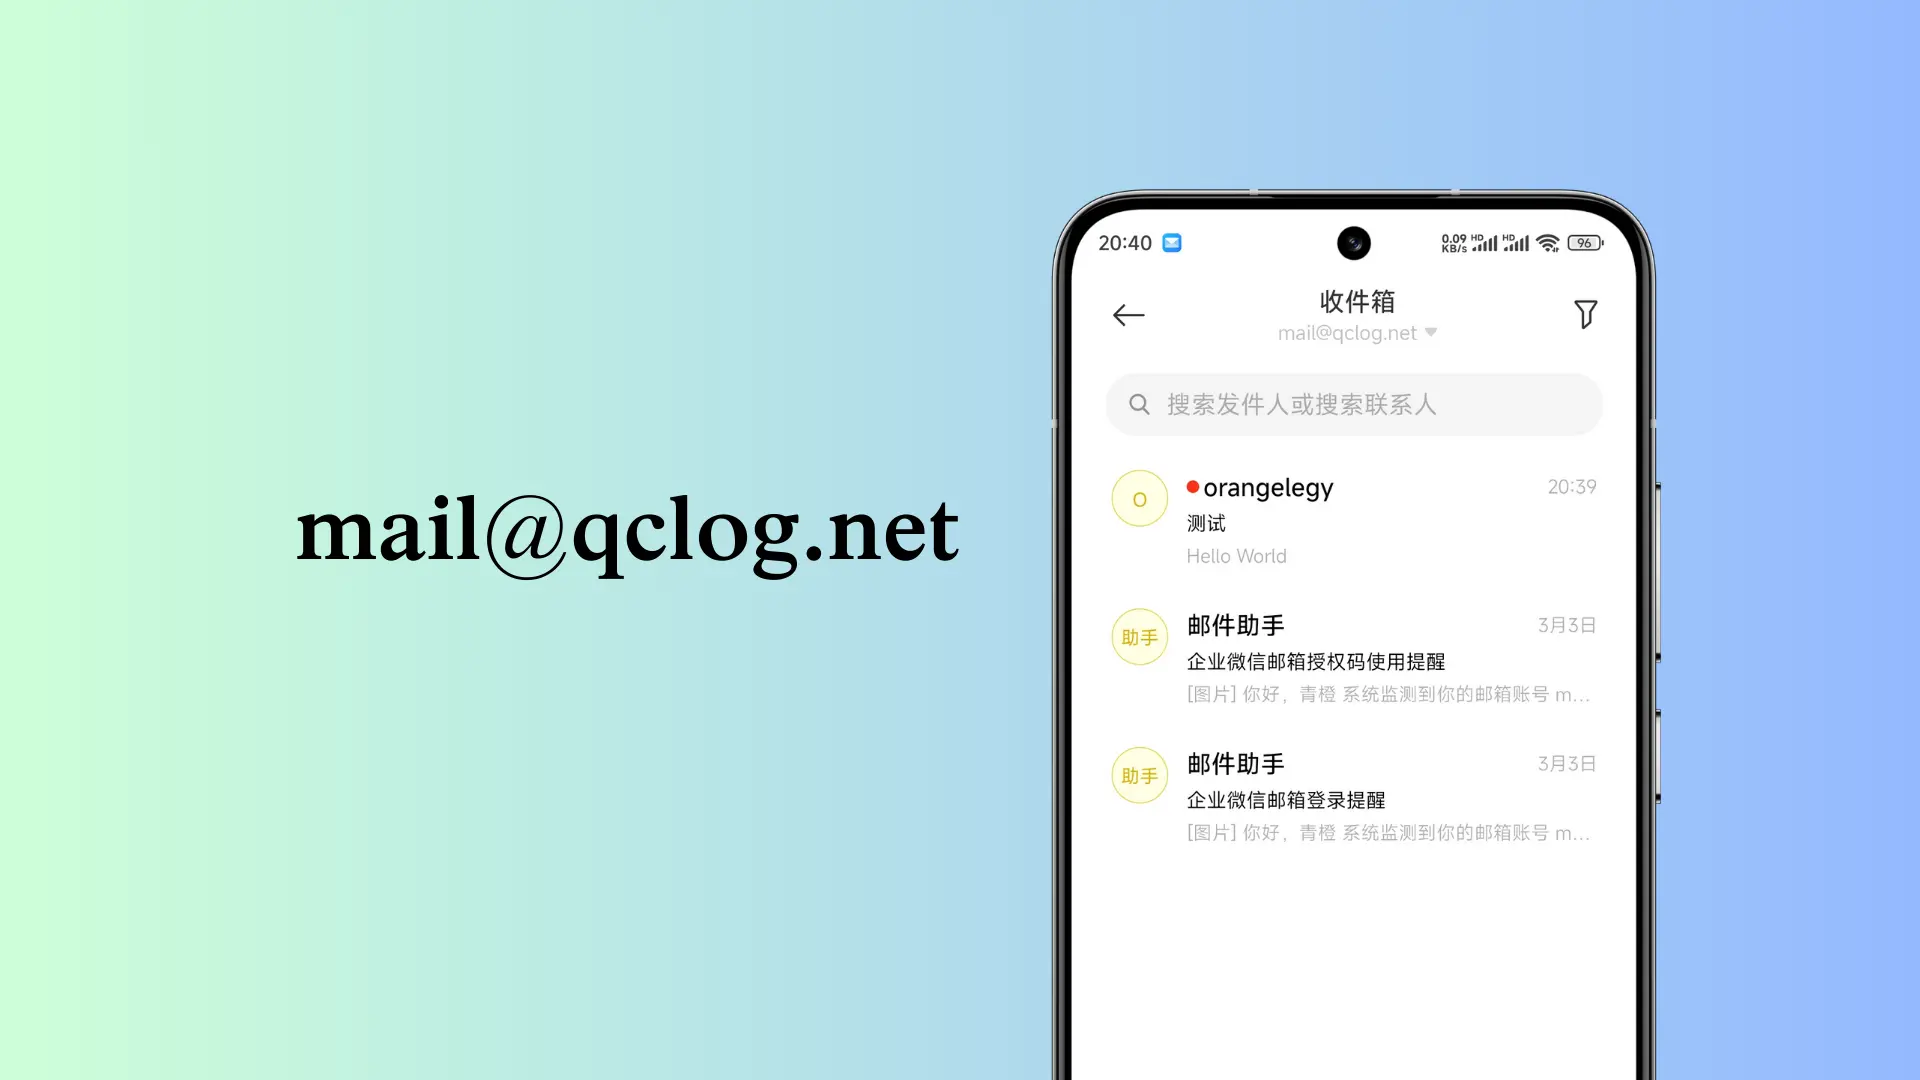 mail@qclog.net
20:40
0.09 KB/s HD HD 96
收件箱
mail@qclog.net
搜索发件人或搜索联系人
O
orangelegy 20:39
测试
Hello World
助手
邮件助手 3月3日
企业微信邮箱授权码使用提醒
[图片] 你好，青橙 系统监测到你的邮箱账号 m...
助手
邮件助手 3月3日
企业微信邮箱登录提醒
[图片] 你好，青橙 系统监测到你的邮箱账号 m...